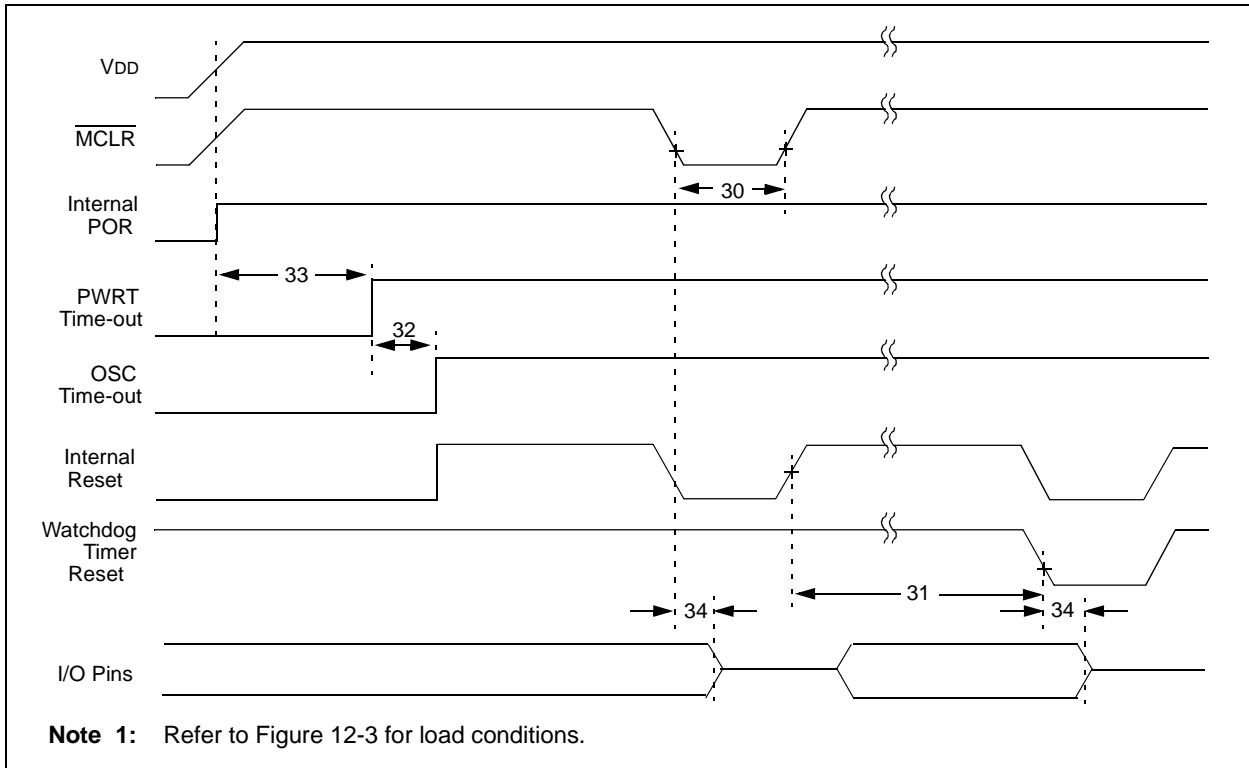 VDD
MCLR
30
Internal
POR
33
PWRT
Time-out
32
OSC
Time-out
Internal
Reset
Watchdog
Timer
Reset
31
34
34
I/O Pins
Note 1: Refer to Figure 12-3 for load conditions.